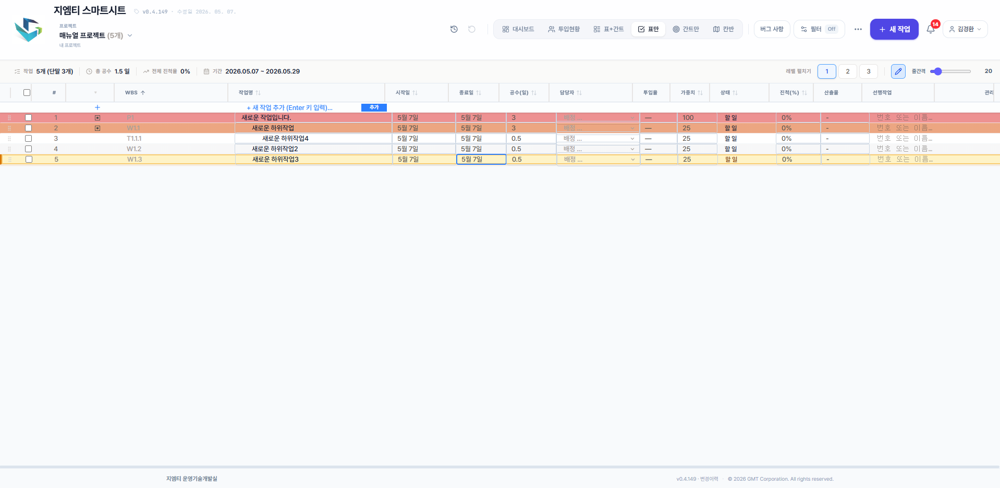 지엠티 스마트시트 v0.4.149 · 수정일 2026. 05. 07.
프로젝트
매뉴얼 프로젝트 (5개)
내 프로젝트
대시보드 투입현황 표+간트 표만 간트만 칸반 버그 사항 필터 Off ••• + 새 작업 14 김경환
작업 5개 (단말 3개) 총 공수 1.5 일 전체 진척율 0% 기간 2026.05.07 ~ 2026.05.29 레벨 펼치기 1 2 3 줄간격 20
# WBS 작업명 시작일 종료일 공수(일) 담당자 투입율 가중치 상태 진척(%) 산출물 선행작업 관리
+ + 새 작업 추가 (Enter 키 입력)... 추가
1 P1 새로운 작업입니다. 5월 7일 5월 7일 3 배정 ... — 100 할 일 0% - 번호 또는 이름…
2 W1.1 새로운 하위작업 5월 7일 5월 7일 3 배정 ... — 25 할 일 0% - 번호 또는 이름…
3 T1.1.1 새로운 하위작업4 5월 7일 5월 7일 0.5 배정 ... — 25 할 일 0% - 번호 또는 이름…
4 W1.2 새로운 하위작업2 5월 7일 5월 7일 0.5 배정 ... — 25 할 일 0% - 번호 또는 이름…
5 W1.3 새로운 하위작업3 5월 7일 5월 7일 0.5 배정 ... — 25 할 일 0% - 번호 또는 이름…
지엠티 운영기술개발실 v0.4.149 · 변경이력 · © 2026 GMT Corporation. All rights reserved.